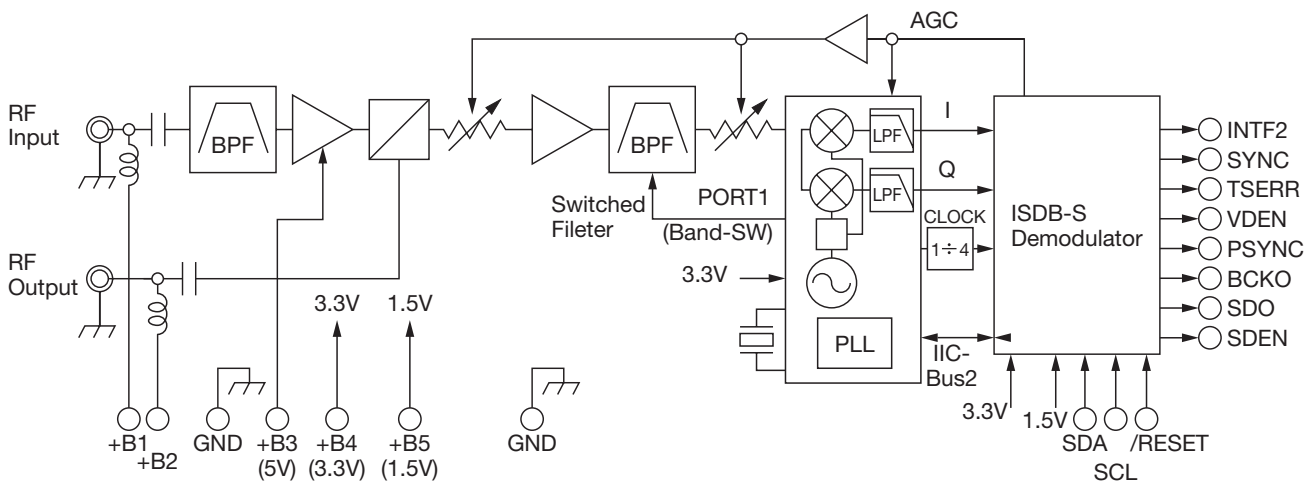 AGC
RF
Input
BPF
BPF
Switched
Fileter
PORT1
(Band-SW)
3.3V
LPF
LPF
I
Q
CLOCK
1÷4
PLL
IIC-
Bus2
ISDB-S
Demodulator
INTF2
SYNC
TSERR
VDEN
PSYNC
BCKO
SDO
SDEN
RF
Output
3.3V
1.5V
3.3V
1.5V
SDA
SCL
/RESET
+B1
+B2
GND
+B3
(5V)
+B4
(3.3V)
+B5
(1.5V)
GND